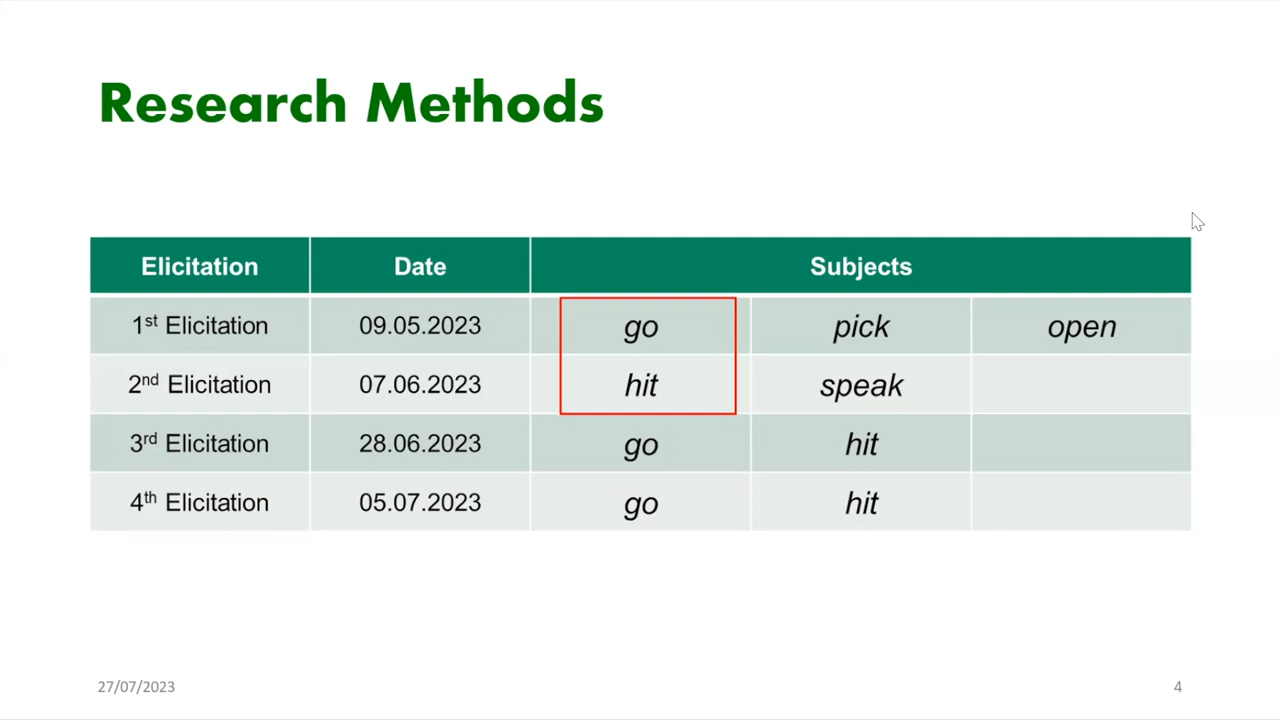 Research Methods
Elicitation Date Subjects
1st Elicitation 09.05.2023 go pick open
2nd Elicitation 07.06.2023 hit speak
3rd Elicitation 28.06.2023 go hit
4th Elicitation 05.07.2023 go hit
27/07/2023 4